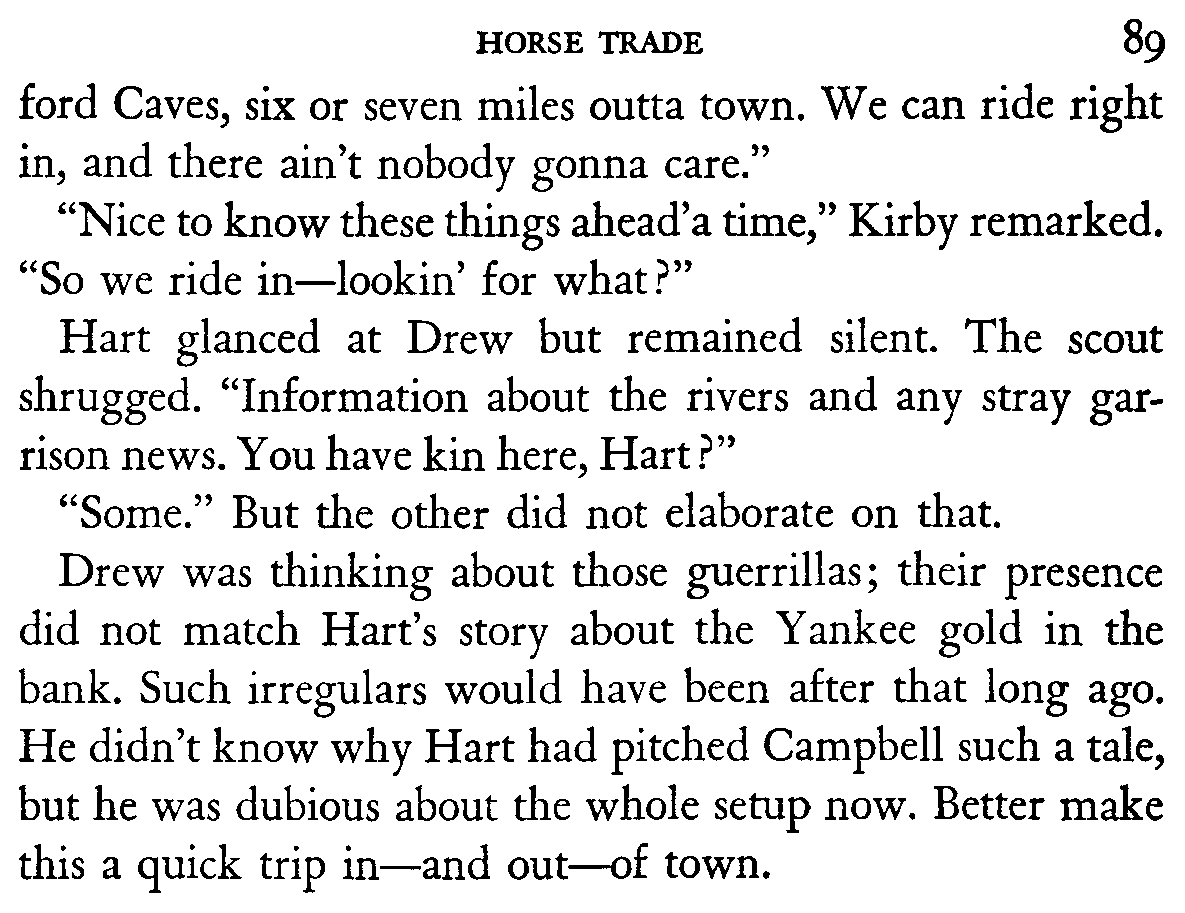 HORSE TRADE 89
ford Caves, six or seven miles outta town. We can ride right
in, and there ain’t nobody gonna care.”
“Nice to know these things ahead’a time,” Kirby remarked.
“So we ride in—lookin’ for what?”
Hart glanced at Drew but remained silent. The scout
shrugged. “Information about the rivers and any stray gar-
rison news. You have kin here, Hart?”
“Some.” But the other did not elaborate on that.
Drew was thinking about those guerrillas; their presence
did not match Hart’s story about the Yankee gold in the
bank. Such irregulars would have been after that long ago.
He didn’t know why Hart had pitched Campbell such a tale,
but he was dubious about the whole setup now. Better make
this a quick trip in—and out—of town.